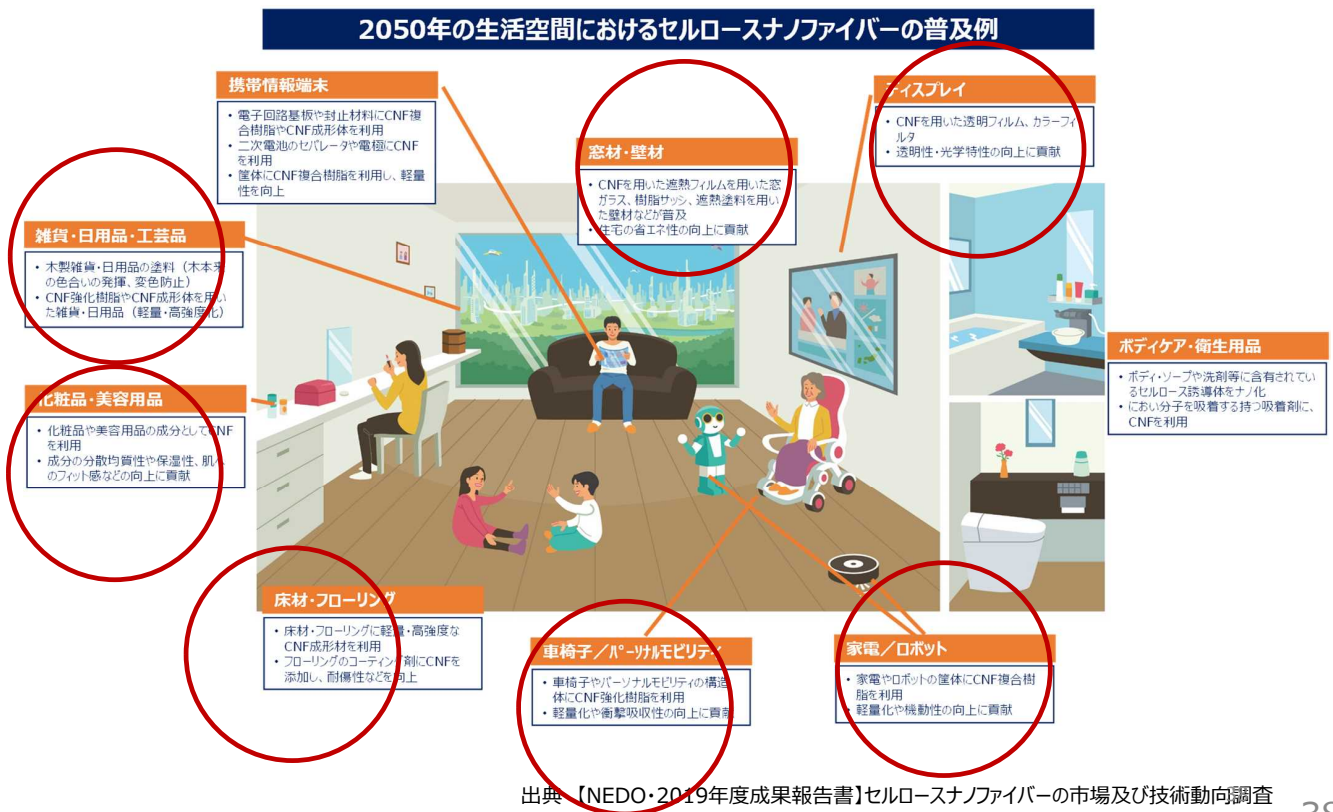 2050年の生活空間におけるセルロースナノファイバーの普及例
携帯情報端末
• 電子回路基板や封止材料にCNF複
合樹脂やCNF成形体を利用
• 二次電池のセパレータや電極にCNF
を利用
• 筐体にCNF複合樹脂を利用し、軽量
性を向上
窓材・壁材
• CNFを用いた遮熱フィルムを用いた窓
ガラス、樹脂サッシ、遮熱塗料を用い
た壁材などが普及
• 住宅の省エネ性の向上に貢献
ディスプレイ
• CNFを用いた透明フィルム、カラーフィ
ルタ
• 透明性・光学特性の向上に貢献
雑貨・日用品・工芸品
• 木製雑貨・日用品の塗料（木本来
の色合いの発揮、変色防止）
• CNF強化樹脂やCNF成形体を用い
た雑貨・日用品（軽量・高強度化）
ボディケア・衛生用品
• ボディ・ソープや洗剤等に含有されてい
るセルロース誘導体をナノ化
• におい分子を吸着する持つ吸着剤に、
CNFを利用
化粧品・美容用品
• 化粧品や美容用品の成分としてCNF
を利用
• 成分の分散均質性や保湿性、肌へ
のフィット感などの向上に貢献
床材・フローリング
• 床材・フローリングに軽量・高強度な
CNF成形材を利用
• フローリングのコーティング剤にCNFを
添加し、耐傷性などを向上
車椅子／パーソナルモビリティ
• 車椅子やパーソナルモビリティの構造
体にCNF強化樹脂を利用
• 軽量化や衝撃吸収性の向上に貢献
家電／ロボット
• 家電やロボットの筐体にCNF複合樹
脂を利用
• 軽量化や機動性の向上に貢献
出典 【NEDO・2019年度成果報告書】セルロースナノファイバーの市場及び技術動向調査